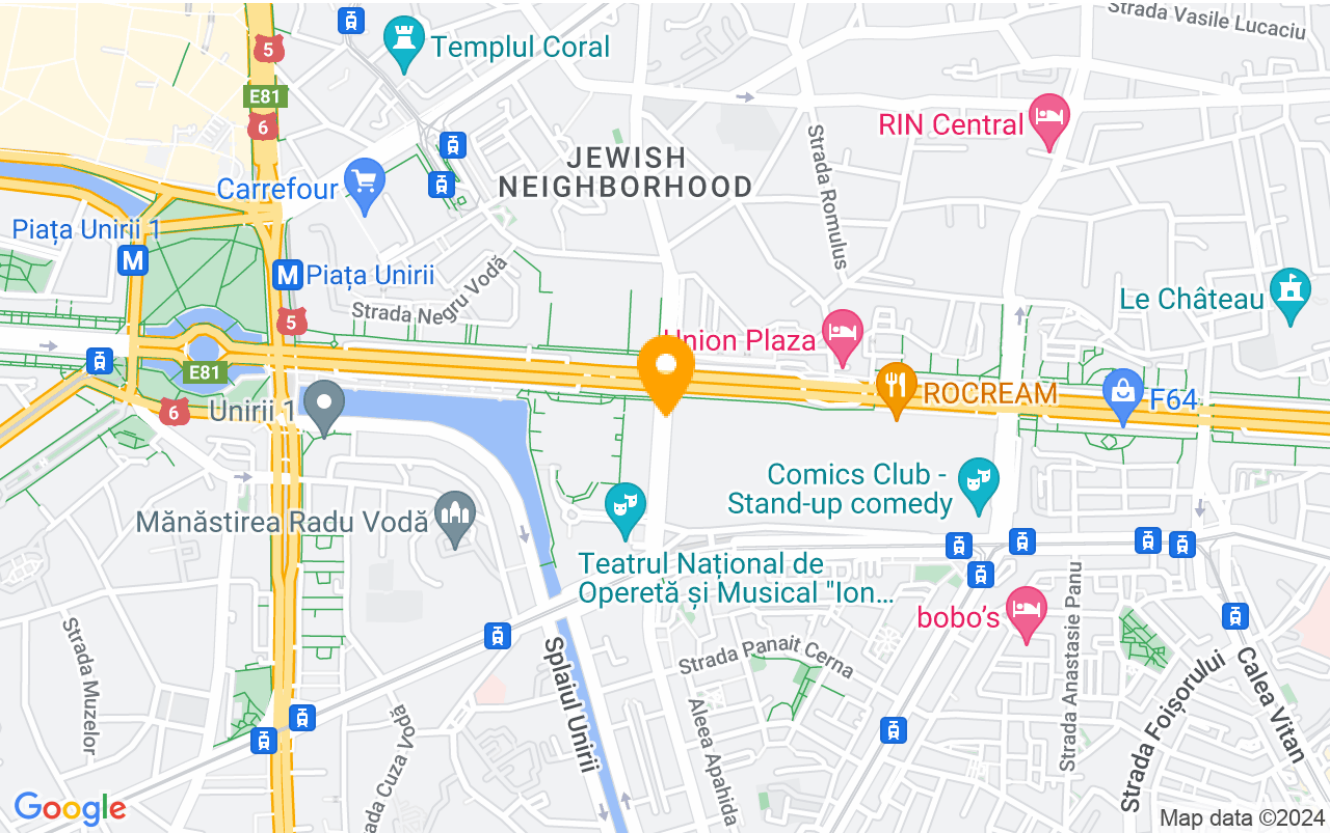 Strada Vasile Lucaciu
5
Templul Coral
E81
6
RIN Central
JEWISH
NEIGHBORHOOD
Strada Romulus
Carrefour
Piața Unirii 1
M
M
Piața Unirii
Strada Negru Vodă
5
Le Château
Union Plaza
E81
ROCREAM
F64
6
Unirii 1
Comics Club -
Stand-up comedy
Mănăstirea Radu Vodă
Teatrul Național de
Operetă și Musical "Ion...
bobo's
Strada Panait Cerna
Strada Anastasie Panu
Strada Muzelor
Splaiul Unirii
Strada Foișorului
Calea Vitan
Aleea Apahida
ada Cuza Vodă
Google
Map data ©2024